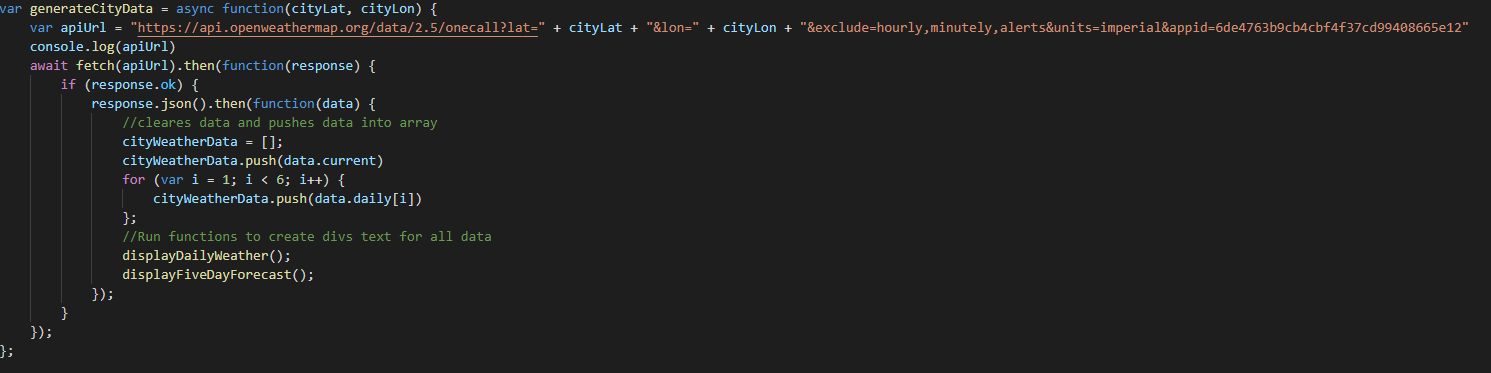 var generateCityData = async function(cityLat, cityLon) {
var apiUrl = "https://api.openweathermap.org/data/2.5/onecall?lat=" + cityLat + "&lon=" + cityLon + "&exclude=hourly,minutely,alerts&units=imperial&appid=6de4763b9cb4cbf4f37cd99408665e12"
console.log(apiUrl)
await fetch(apiUrl).then(function(response) {
if (response.ok) {
response.json().then(function(data) {
//cleares data and pushes data into array
cityWeatherData = [];
cityWeatherData.push(data.current)
for (var i = 1; i < 6; i++) {
cityWeatherData.push(data.daily[i])
};
//Run functions to create divs text for all data
displayDailyWeather();
displayFiveDayForecast();
});
}
});
};